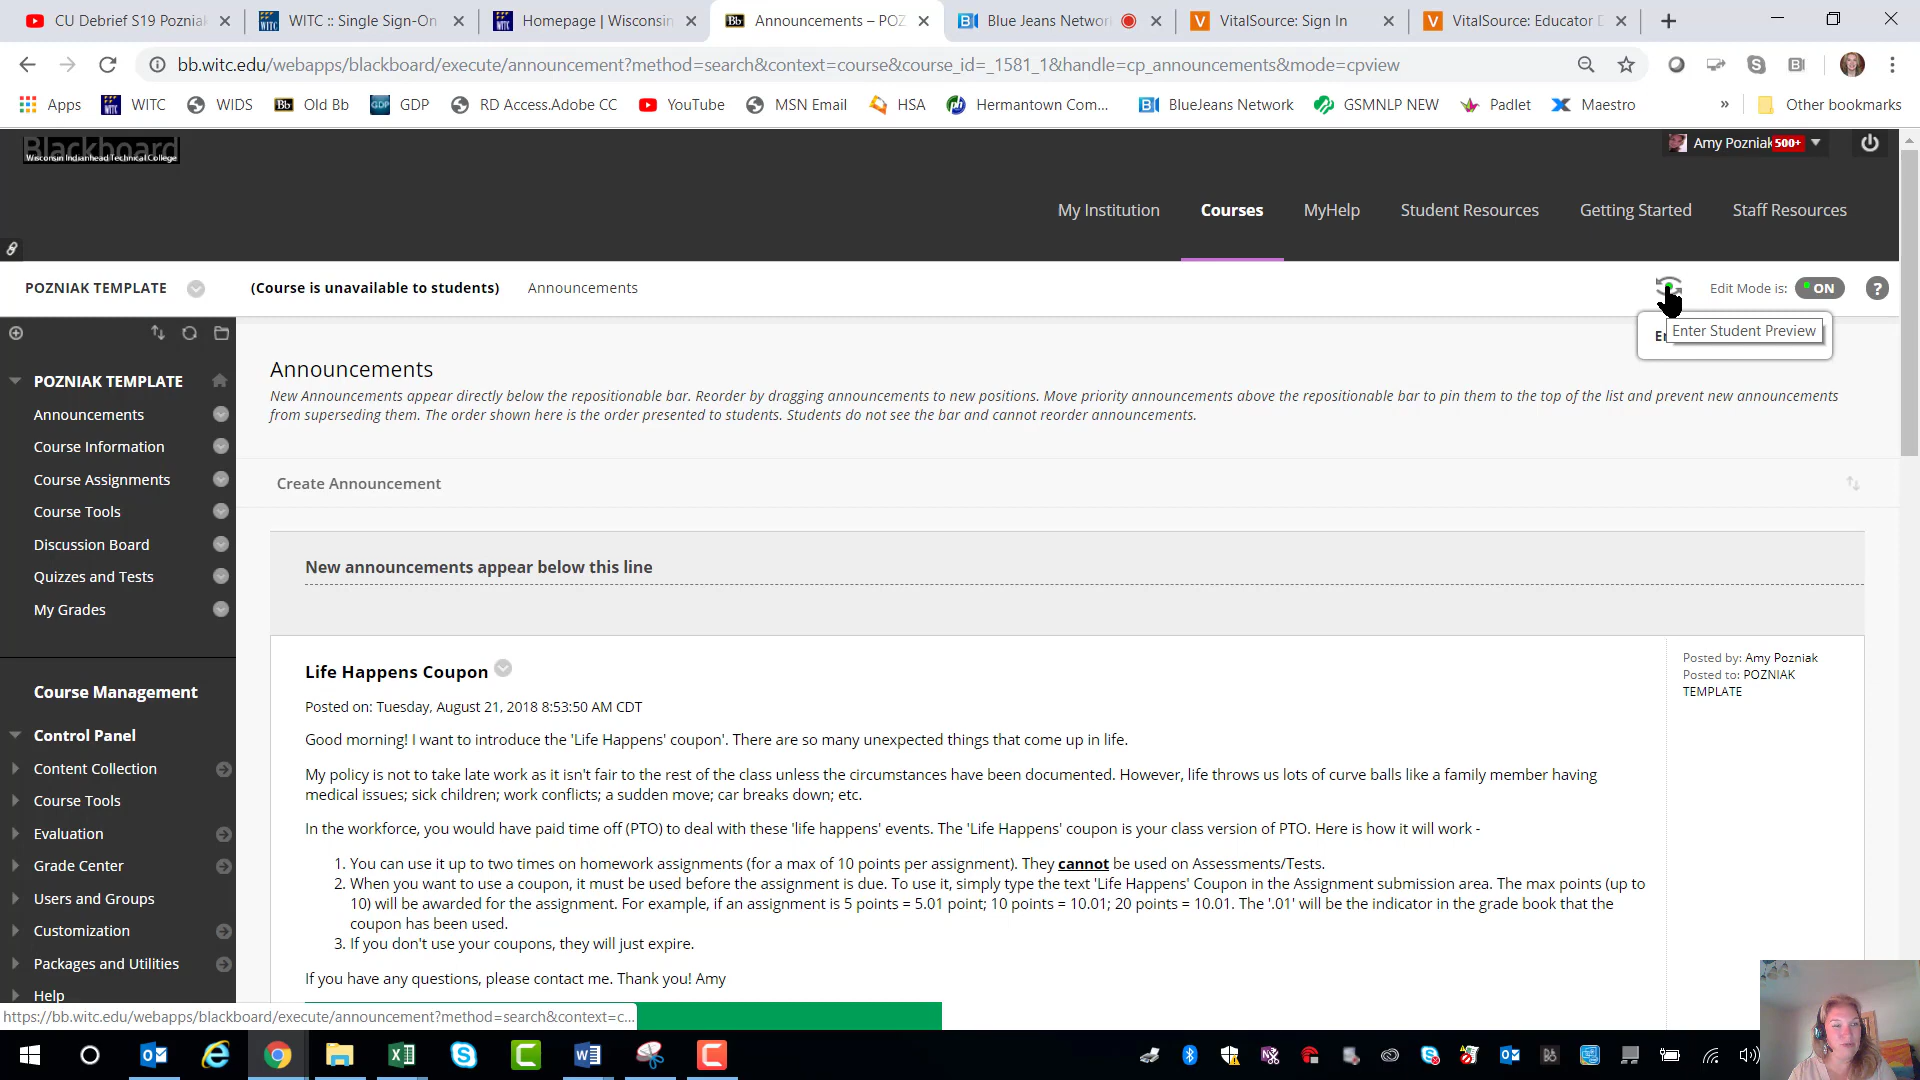 CU Debrief S19 Pozniak
WITC :: Single Sign-On
Homepage | Wisconsin
Announcements – POZ
Blue Jeans Network
VitalSource: Sign In
VitalSource: Educator D
bb.witc.edu/webapps/blackboard/execute/announcement?method=search&context=course&course_id=_1581_1&handle=cp_announcements&mode=cpview
Apps
WITC
WIDS
Old Bb
GDP
RD Access.Adobe CC
YouTube
MSN Email
HSA
Hermantown Com...
BlueJeans Network
GSMNLP NEW
Padlet
Maestro
»
Other bookmarks
Blackboard
Wisconsin Indianhead Technical College
Amy Pozniak 500+
My Institution
Courses
MyHelp
Student Resources
Getting Started
Staff Resources
POZNIAK TEMPLATE
(Course is unavailable to students)
Announcements
Edit Mode is: ON
?
Enter Student Preview
POZNIAK TEMPLATE
Announcements
Course Information
Course Assignments
Course Tools
Discussion Board
Quizzes and Tests
My Grades
Course Management
Control Panel
Content Collection
Course Tools
Evaluation
Grade Center
Users and Groups
Customization
Packages and Utilities
Help
Announcements
New Announcements appear directly below the repositionable bar. Reorder by dragging announcements to new positions. Move priority announcements above the repositionable bar to pin them to the top of the list and prevent new announcements
from superseding them. The order shown here is the order presented to students. Students do not see the bar and cannot reorder announcements.
Create Announcement
New announcements appear below this line
Life Happens Coupon
Posted on: Tuesday, August 21, 2018 8:53:50 AM CDT
Good morning! I want to introduce the 'Life Happens' coupon'. There are so many unexpected things that come up in life.
My policy is not to take late work as it isn't fair to the rest of the class unless the circumstances have been documented. However, life throws us lots of curve balls like a family member having
medical issues; sick children; work conflicts; a sudden move; car breaks down; etc.
In the workforce, you would have paid time off (PTO) to deal with these 'life happens' events. The 'Life Happens' coupon is your class version of PTO. Here is how it will work -
1. You can use it up to two times on homework assignments (for a max of 10 points per assignment). They cannot be used on Assessments/Tests.
2. When you want to use a coupon, it must be used before the assignment is due. To use it, simply type the text 'Life Happens' Coupon in the Assignment submission area. The max points (up to
10) will be awarded for the assignment. For example, if an assignment is 5 points = 5.01 point; 10 points = 10.01; 20 points = 10.01. The '.01' will be the indicator in the grade book that the
coupon has been used.
3. If you don't use your coupons, they will just expire.
If you have any questions, please contact me. Thank you! Amy
Posted by: Amy Pozniak
Posted to: POZNIAK
TEMPLATE
https://bb.witc.edu/webapps/blackboard/execute/announcement?method=search&context=c...